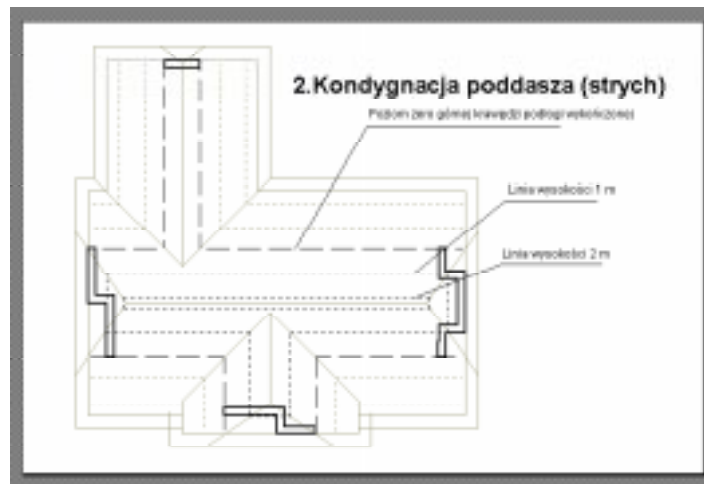 2.Kondygnacja poddasza (strych)
Poziom zero górnej krawędzi podłogi wykończonej
Linia wysokości 1 m
Linia wysokości 2 m